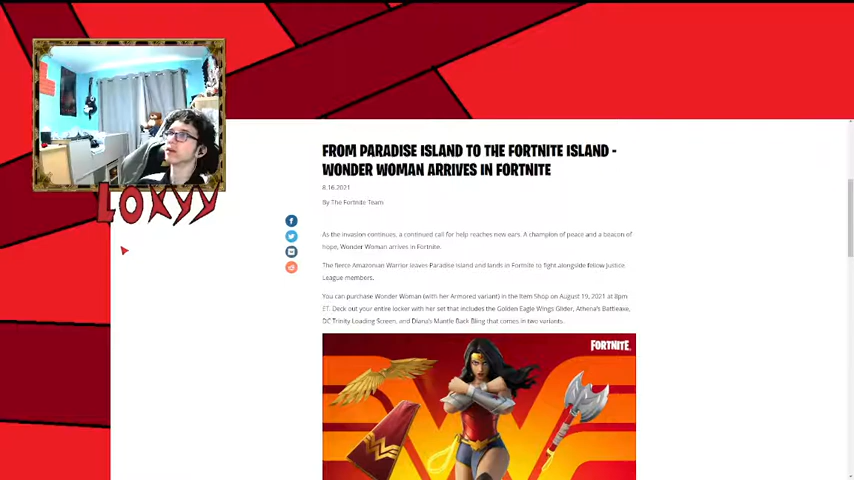 LOXYY
FROM PARADISE ISLAND TO THE FORTNITE ISLAND -
WONDER WOMAN ARRIVES IN FORTNITE
8.16.2021
By The Fortnite Team
As the invasion continues, a continued call for help reaches new ears. A champion of peace and a beacon of
hope, Wonder Woman arrives in Fortnite.
The fierce Amazonian Warrior leaves Paradise Island and lands in Fortnite to fight alongside fellow Justice
League members.
You can purchase Wonder Woman (with her Armored variant) in the Item Shop on August 19, 2021 at 8pm
ET. Deck out your entire locker with her set that includes the Golden Eagle Wings Glider, Athena's Battleaxe,
DC Trinity Loading Screen, and Diana's Mantle Back Bling that comes in two variants.
FORTNITE